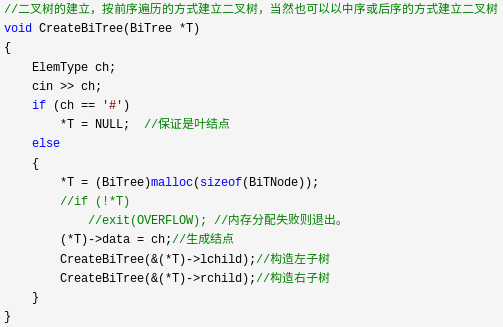 //二叉树的建立，按前序遍历的方式建立二叉树，当然也可以以中序或后序的方式建立二叉树
void CreateBiTree(BiTree *T)
{
    ElemType ch;
    cin >> ch;
    if (ch == '#')
        *T = NULL;  //保证是叶结点
    else
    {
        *T = (BiTree)malloc(sizeof(BiTNode));
        //if (!*T)
            //exit(OVERFLOW); //内存分配失败则退出。
        (*T)->data = ch;//生成结点
        CreateBiTree(&(*T)->lchild);//构造左子树
        CreateBiTree(&(*T)->rchild);//构造右子树
    }
}